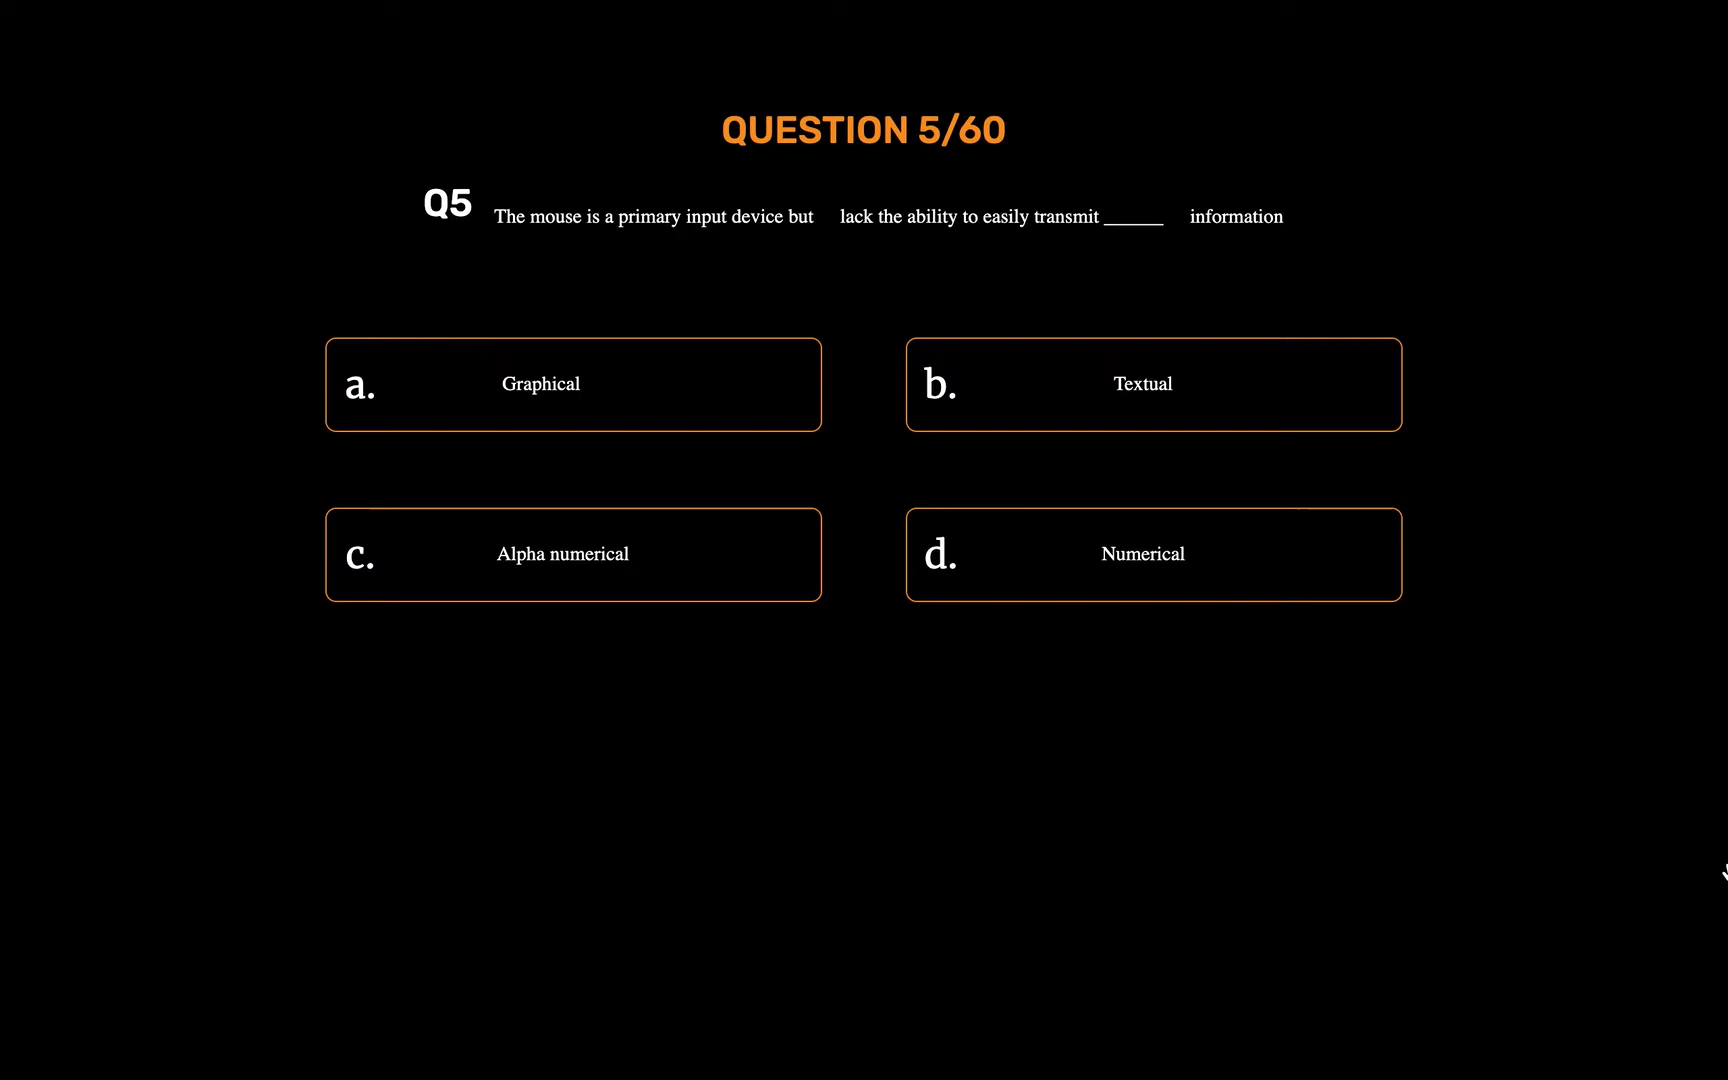 QUESTION 5/60
Q5 The mouse is a primary input device but lack the ability to easily transmit ______ information
a. Graphical
b. Textual
c. Alpha numerical
d. Numerical